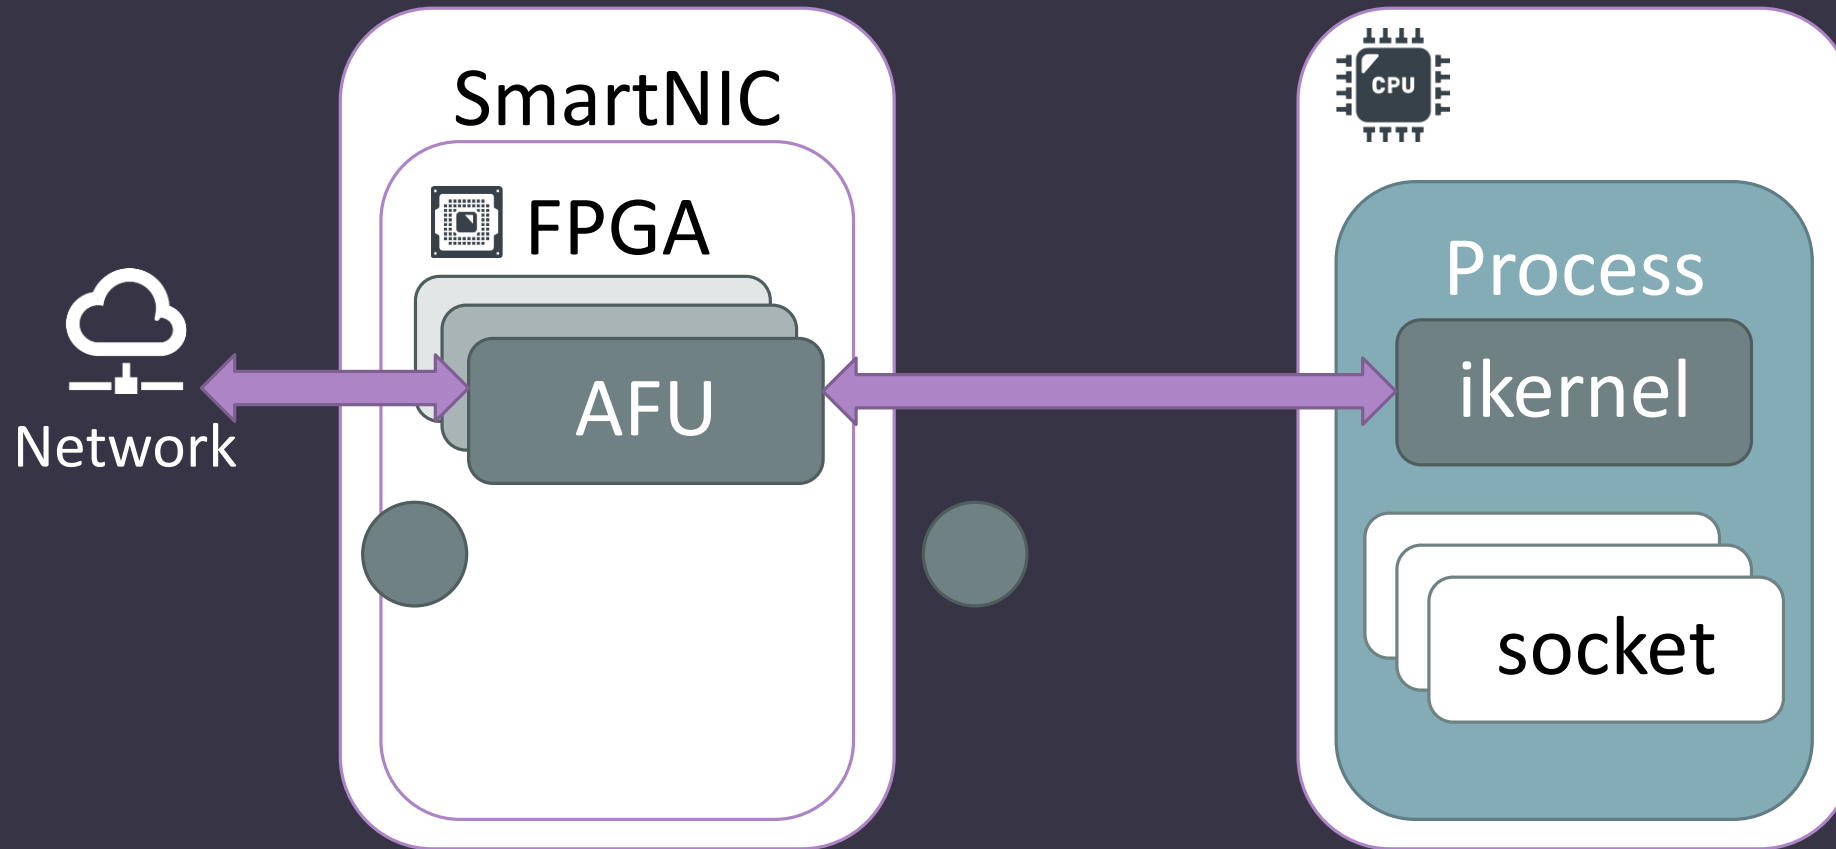 SmartNIC
FPGA
AFU
Network
CPU
Process
ikernel
socket